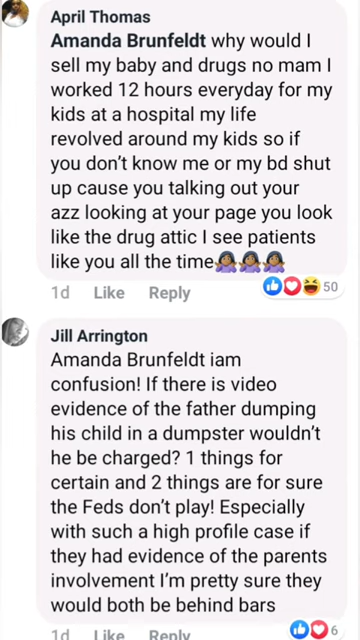 April Thomas
Amanda Brunfeldt why would I
sell my baby and drugs no mam I
worked 12 hours everyday for my
kids at a hospital my life
revolved around my kids so if
you don't know me or my bd shut
up cause you talking out your
azz looking at your page you look
like the drug attic I see patients
like you all the time🤷🏽‍♀️🤷🏽‍♀️🤷🏽‍♀️
1d Like Reply 50
Jill Arrington
Amanda Brunfeldt iam
confusion! If there is video
evidence of the father dumping
his child in a dumpster wouldn't
he be charged? 1 things for
certain and 2 things are for sure
the Feds don't play! Especially
with such a high profile case if
they had evidence of the parents
involvement I'm pretty sure they
would both be behind bars
1d Like Reply 6